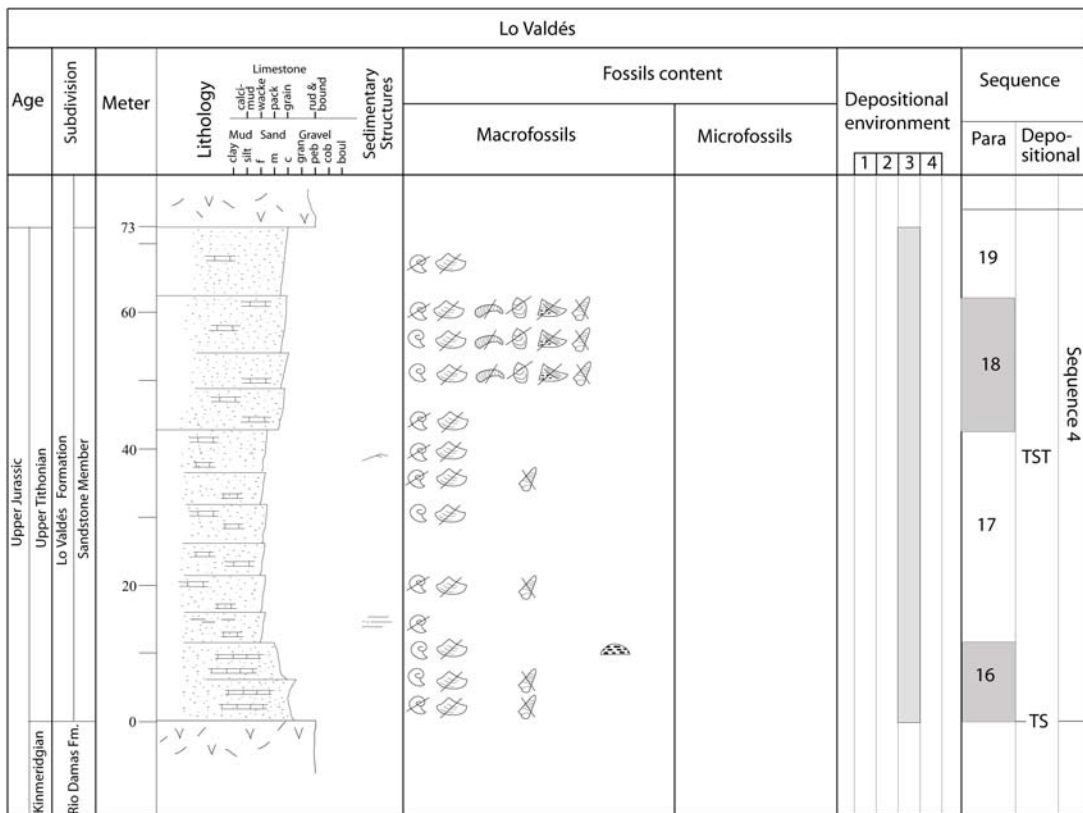 Lo Valdés
Age
Subdivision
Meter
Lithology
Limestone
calci-
mud
wacke
pack
grain
rud &
bound
Mud Sand Gravel
clay
silt
f
m
c
gran
peb
cob
boul
Sedimentary
Structures
Fossils content
Macrofossils
Microfossils
Depositional
environment
1 2 3 4
Sequence
Para
Depo-
sitional
73
60
40
20
0
Upper Jurassic
Upper Tithonian
Kinmeridgian
Lo Valdés Formation
Sandstone Member
Rio Damas Fm.
19
18
17
16
TST
TS
Sequence 4